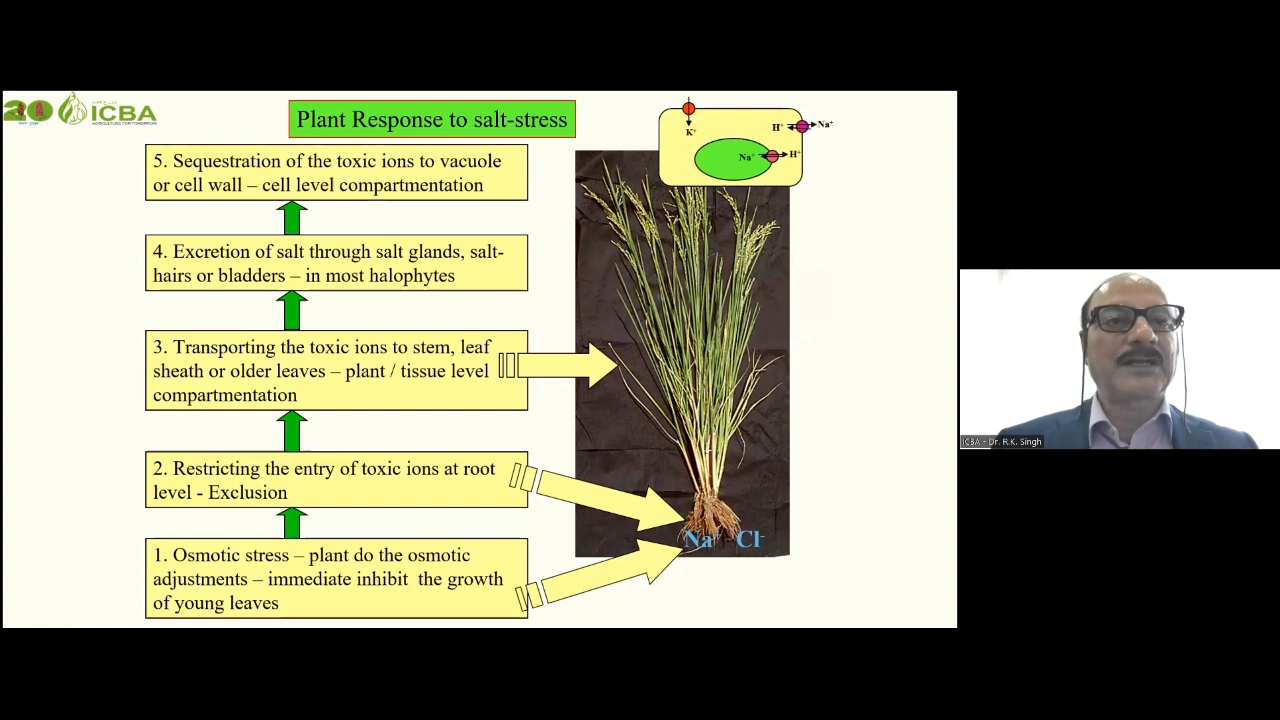 20
ICBA
AGRICULTURE FOR TOMORROW
Plant Response to salt-stress
5. Sequestration of the toxic ions to vacuole
or cell wall – cell level compartmentation
4. Excretion of salt through salt glands, salt-
hairs or bladders – in most halophytes
3. Transporting the toxic ions to stem, leaf
sheath or older leaves – plant / tissue level
compartmentation
2. Restricting the entry of toxic ions at root
level - Exclusion
1. Osmotic stress – plant do the osmotic
adjustments – immediate inhibit the growth
of young leaves
K⁺
H⁺
Na⁺
Na⁺
H⁺
Na⁺ Cl⁻
ICBA - Dr. R.K. Singh